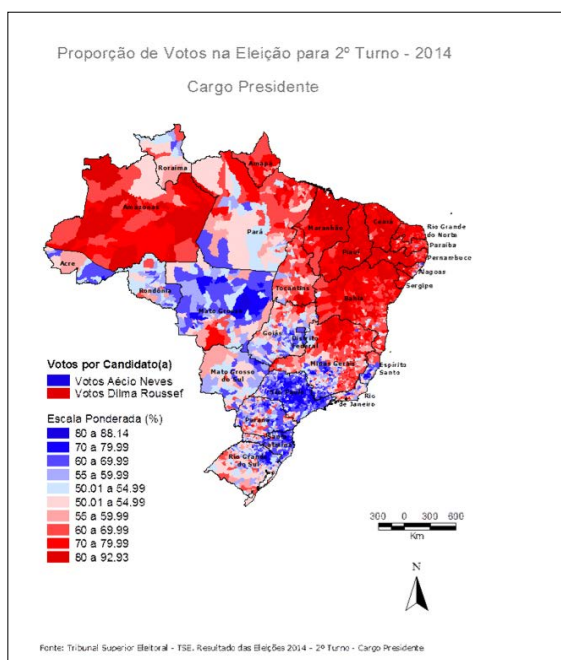 Proporção de Votos na Eleição para 2º Turno - 2014
Cargo Presidente
Roraima
Amapá
Amazonas
Pará
Maranhão
Ceará
Rio Grande
do Norte
Paraíba
Piauí
Pernambuco
Acre
Alagoas
Sergipe
Rondônia
Tocantins
Bahia
Mato Grosso
Goiás
Distrito
Federal
Minas Gerais
Espírito
Santo
Mato Grosso
do Sul
São Paulo
Rio
de Janeiro
Paraná
Santa
Catarina
Rio Grande
do Sul
Votos por Candidato(a)
Votos Aécio Neves
Votos Dilma Roussef
Escala Ponderada (%)
80 a 88.14
70 a 79.99
60 a 69.99
55 a 59.99
50.01 a 54.99
50.01 a 54.99
55 a 59.99
60 a 69.99
70 a 79.99
80 a 92.93
300 0 300 600
Km
N
Fonte: Tribunal Superior Eleitoral - TSE. Resultado das Eleições 2014 - 2º Turno - Cargo Presidente